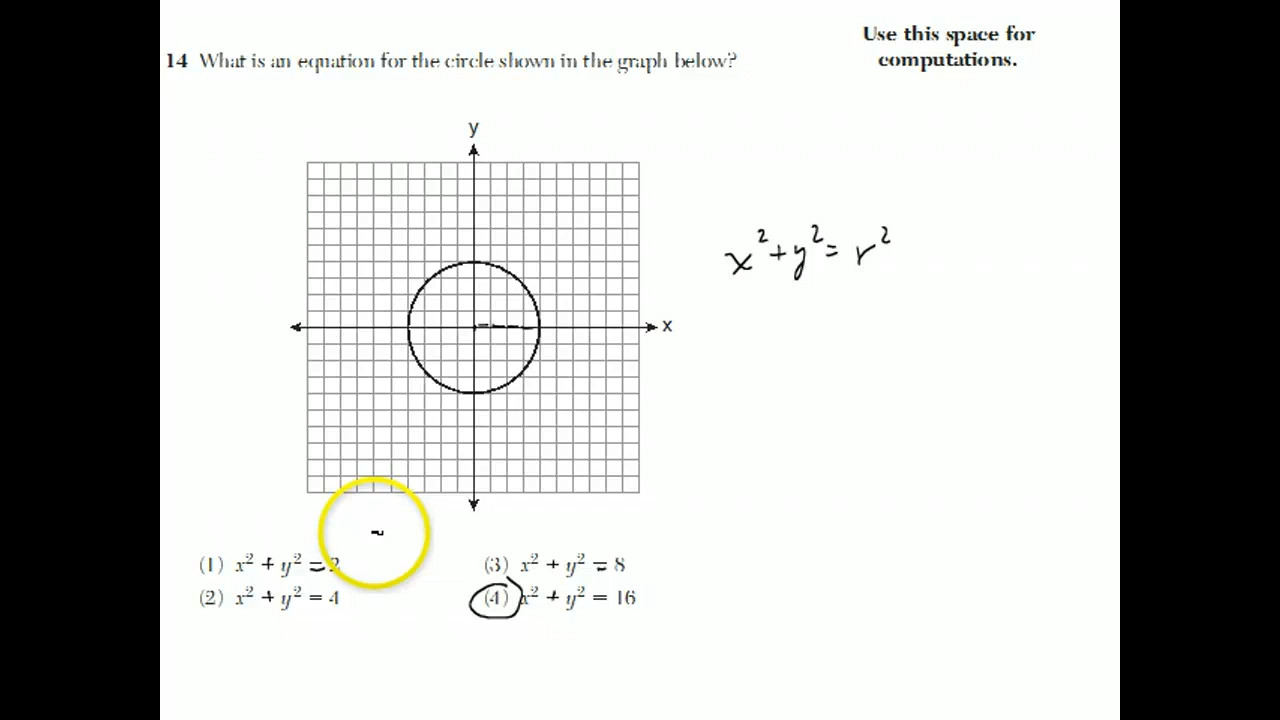 Use this space for
computations.
14 What is an equation for the circle shown in the graph below?
y
x
x² + y² = r²
(1) x² + y² = 2
(3) x² + y² = 8
(2) x² + y² = 4
(4) x² + y² = 16